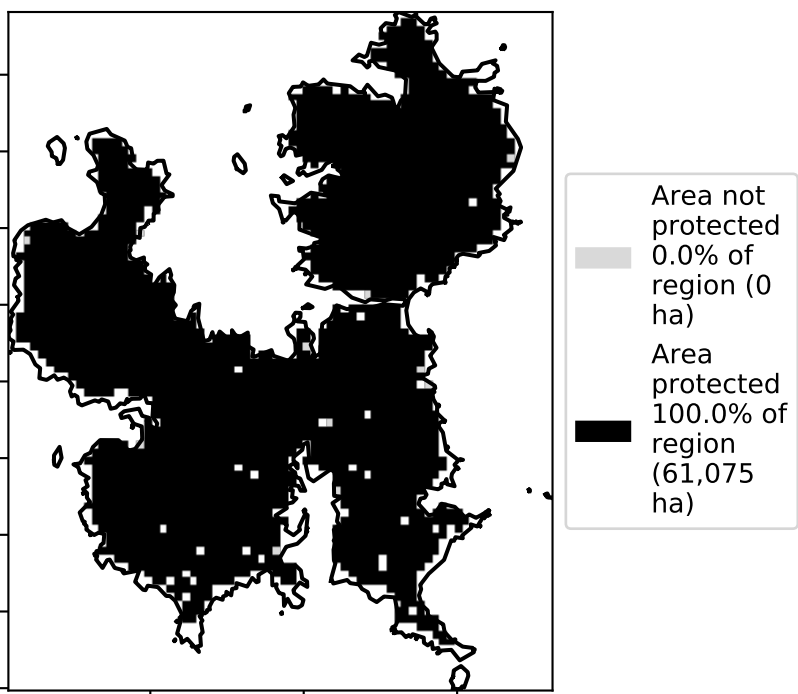 Area not
protected
0.0% of
region (0
ha)
Area
protected
100.0% of
region
(61,075
ha)